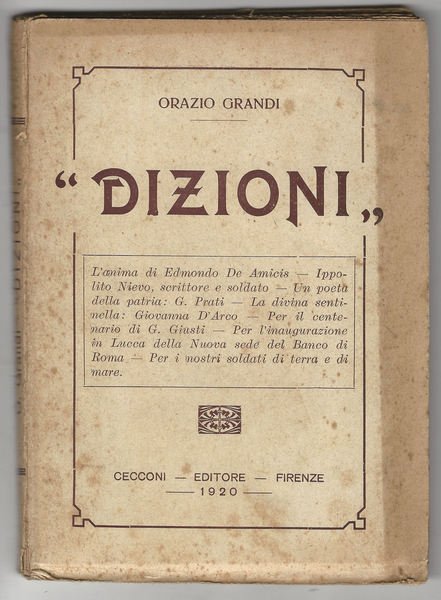 ORAZIO GRANDI
“DIZIONI„
L'anima di Edmondo De Amicis — Ippo-
lito Nievo, scrittore e soldato — Un poeta
della patria: G. Prati — La divina senti-
nella: Giovanna D'Arco — Per il cente-
nario di G. Giusti — Per l'inaugurazione
in Lucca della Nuova sede del Banco di
Roma — Per i nostri soldati di terra e di
mare.
CECCONI — EDITORE — FIRENZE
— 1920 —